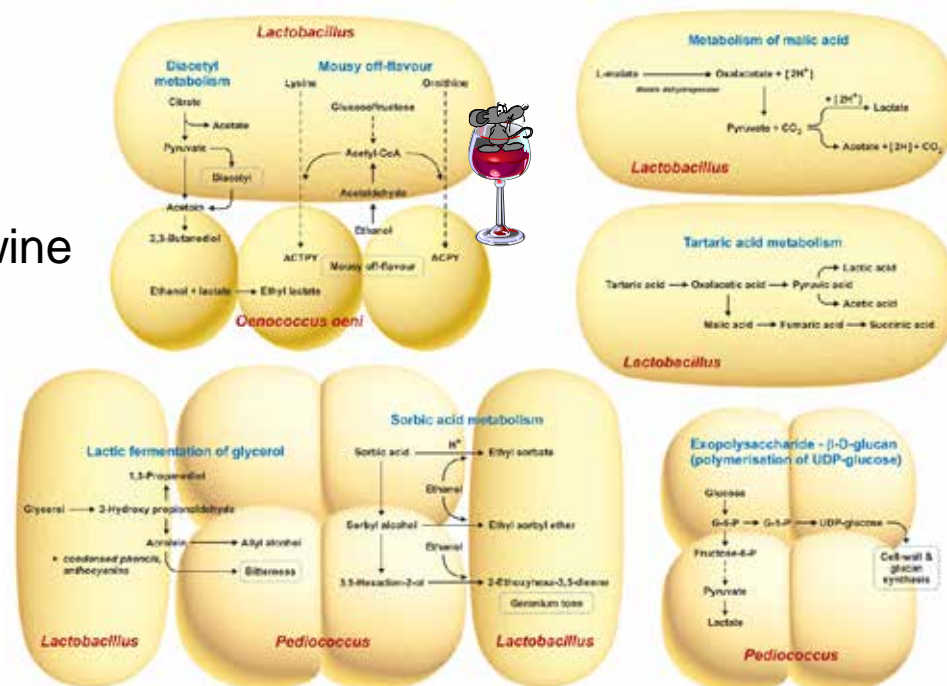 wine
Lactobacillus
Diacetyl
metabolism
Citrate
Acetate
Pyruvate
Diacetyl
Acetoin
2,3-Butanediol
Mousy off-flavour
Lysine
Ornithine
Glucose/fructose
Acetyl-CoA
Acetaldehyde
Ethanol
ACTPY
Mousy off-flavour
ACPY
Ethanol + lactate
Ethyl lactate
Oenococcus oeni
Metabolism of malic acid
L-malate
Oxalacetate + [2H⁺]
Malate dehydrogenase
+ [2H⁺]
Lactate
Pyruvate + CO₂
Acetate + [2H] + CO₂
Lactobacillus
Tartaric acid metabolism
Lactic acid
Tartaric acid
Oxalacetic acid
Pyruvic acid
Acetic acid
Malic acid
Fumaric acid
Succinic acid
Lactobacillus
Lactic fermentation of glycerol
1,3-Propanediol
Glycerol
3-Hydroxy propionaldehyde
Acrolein
Allyl alcohol
+ condensed phenols,
anthocyanins
Bitterness
Lactobacillus
Pediococcus
Sorbic acid metabolism
Sorbic acid
H⁺
Ethyl sorbate
Ethanol
Sorbyl alcohol
Ethyl sorbyl ether
Ethanol
3,5-Hexadien-2-ol
2-Ethoxyhexa-3,5-diene
Geranium tone
Lactobacillus
Exopolysaccharide - β-D-glucan
(polymerisation of UDP-glucose)
Glucose
G-6-P
G-1-P
UDP-glucose
Fructose-6-P
Cell-wall &
glucan
synthesis
Pyruvate
Lactate
Pediococcus